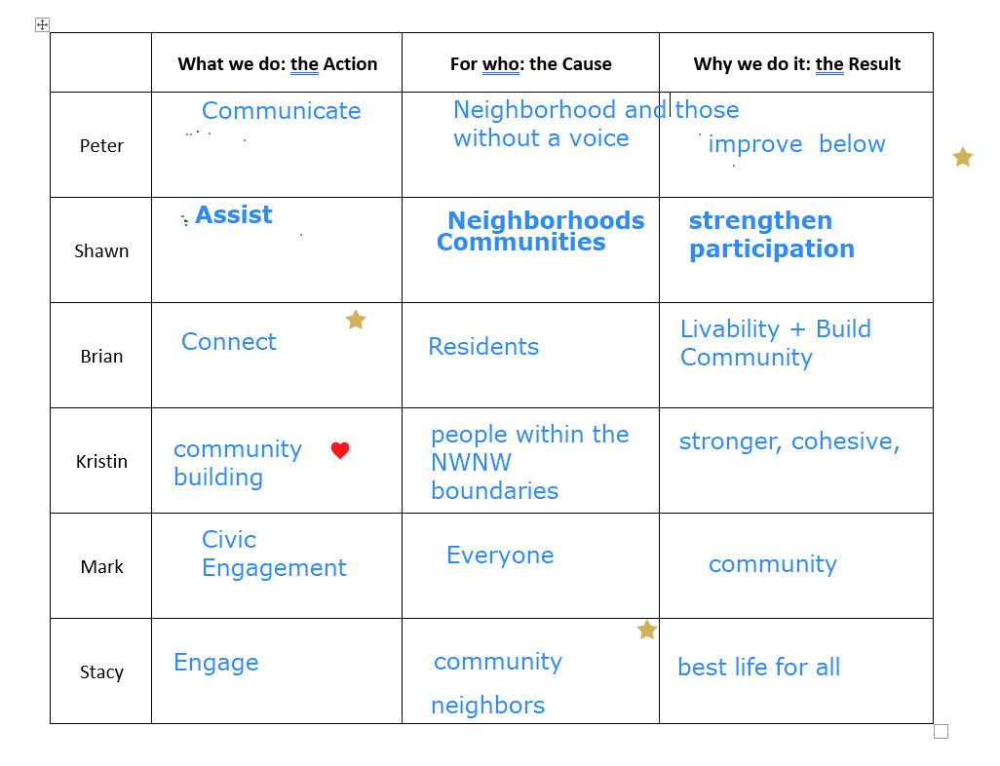 What we do: the Action
For who: the Cause
Why we do it: the Result
Peter
Communicate
Neighborhood and those
without a voice
improve below
Shawn
Assist
Neighborhoods
Communities
strengthen
participation
Brian
Connect
Residents
Livability + Build
Community
Kristin
community
building
people within the
NWNW
boundaries
stronger, cohesive,
Mark
Civic
Engagement
Everyone
community
Stacy
Engage
community
neighbors
best life for all